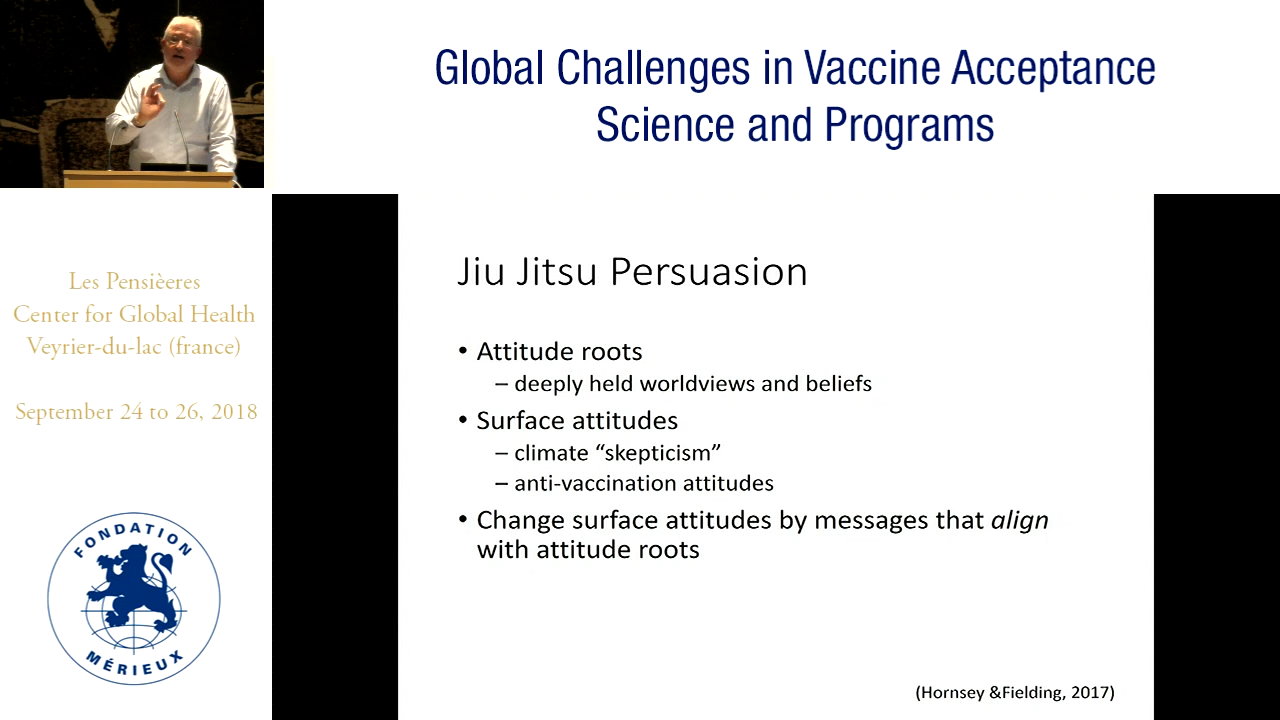 Global Challenges in Vaccine Acceptance
Science and Programs
Les Pensièeres
Center for Global Health
Veyrier-du-lac (france)
September 24 to 26, 2018
FONDATION
MÉRIEUX
Jiu Jitsu Persuasion
• Attitude roots
– deeply held worldviews and beliefs
• Surface attitudes
– climate “skepticism”
– anti-vaccination attitudes
• Change surface attitudes by messages that align
with attitude roots
(Hornsey &Fielding, 2017)